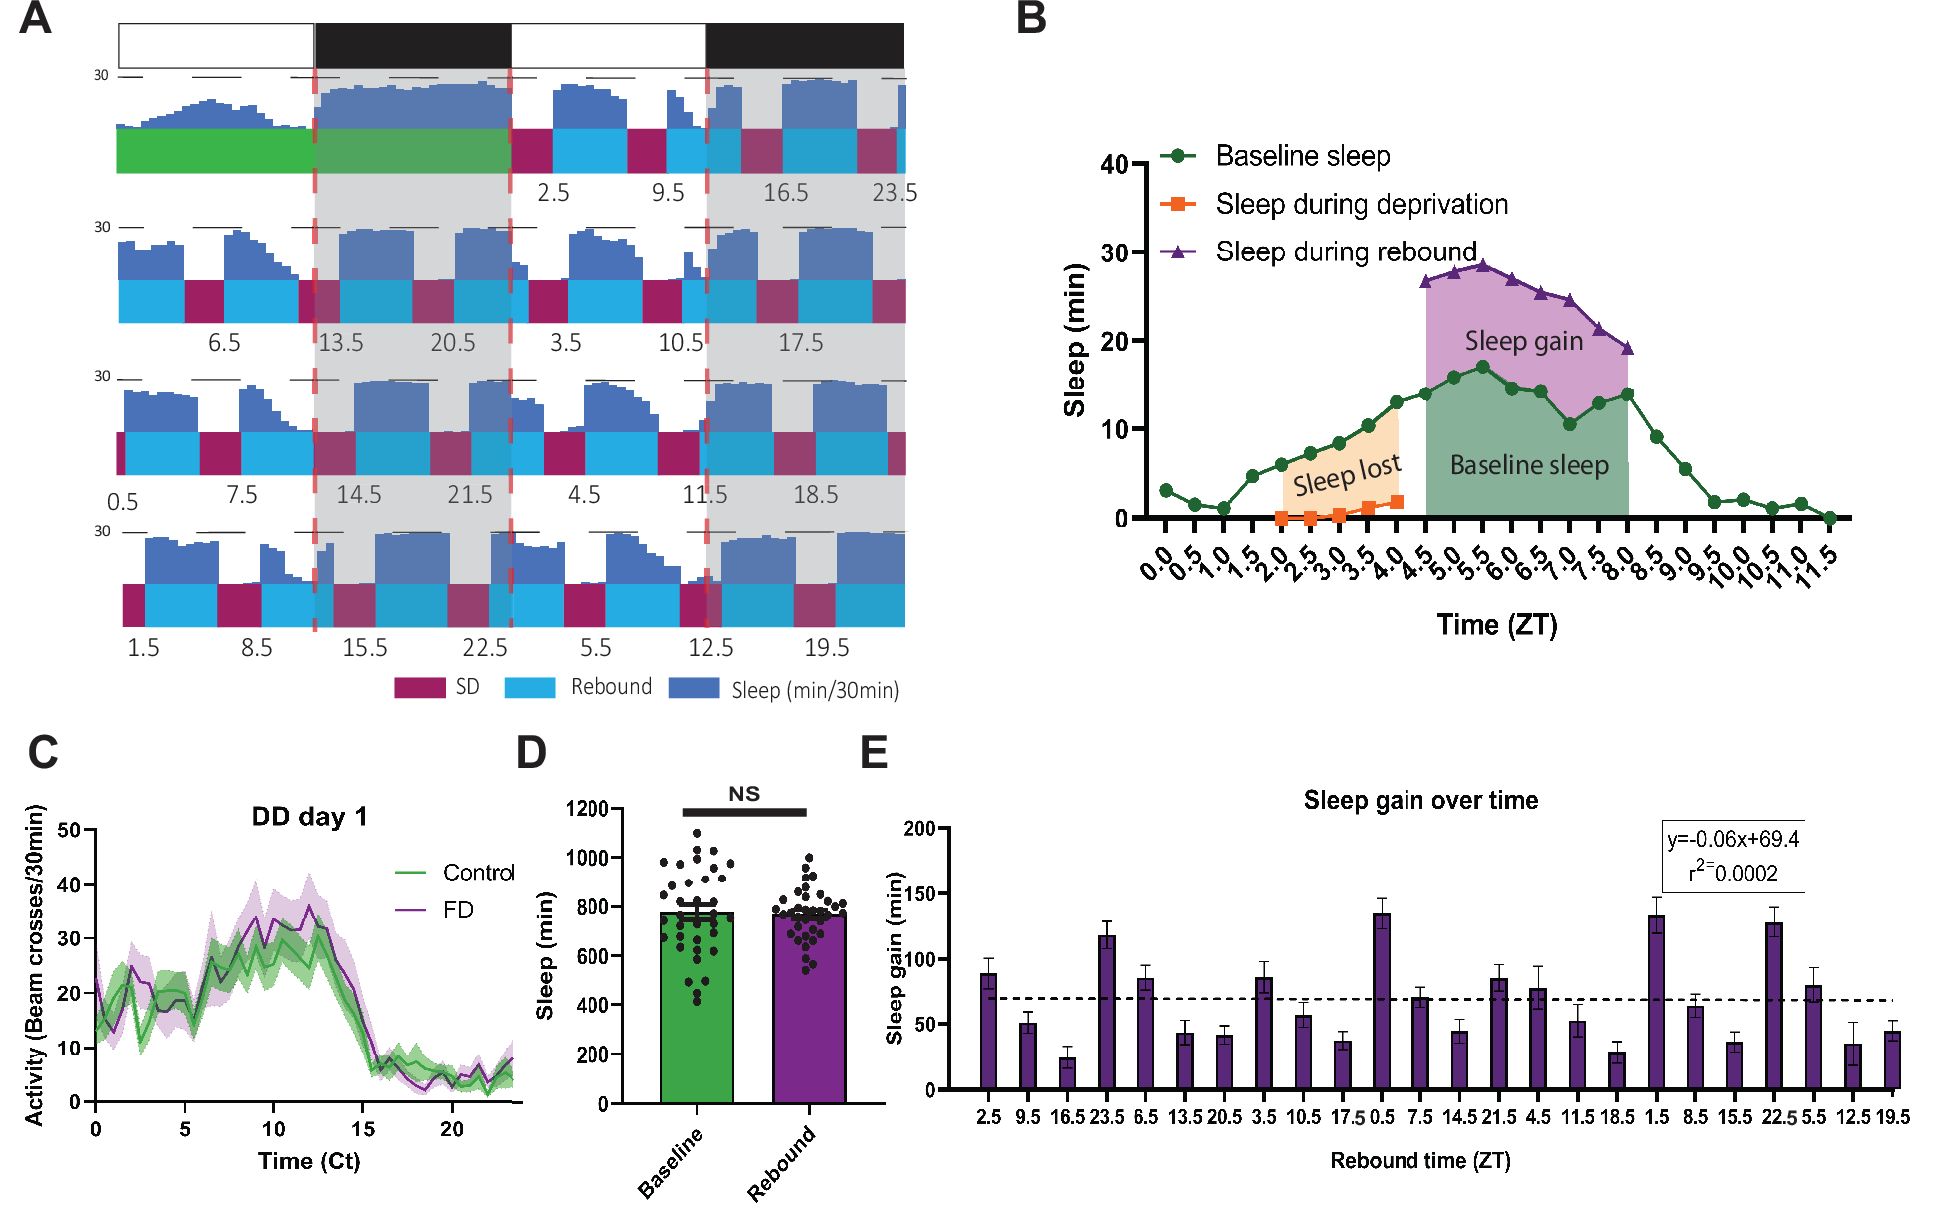 A
30
2.5 9.5 16.5 23.5
30
6.5 13.5 20.5 3.5 10.5 17.5
30
0.5 7.5 14.5 21.5 4.5 11.5 18.5
30
1.5 8.5 15.5 22.5 5.5 12.5 19.5
SD Rebound Sleep (min/30min)
B
Baseline sleep
Sleep during deprivation
Sleep during rebound
Sleep (min)
40
30
20
10
0
Sleep gain
Sleep lost
Baseline sleep
0.0 0.5 1.0 1.5 2.0 2.5 3.0 3.5 4.0 4.5 5.0 5.5 6.0 6.5 7.0 7.5 8.0 8.5 9.0 9.5 10.0 10.5 11.0 11.5
Time (ZT)
C
DD day 1
Activity (Beam crosses/30min)
50
40
30
20
10
0
Control
FD
0 5 10 15 20
Time (Ct)
D
NS
Sleep (min)
1200
1000
800
600
400
200
0
Baseline
Rebound
E
Sleep gain over time
y=-0.06x+69.4
r²=0.0002
Sleep gain (min)
200
150
100
50
0
2.5 9.5 16.5 23.5 6.5 13.5 20.5 3.5 10.5 17.5 0.5 7.5 14.5 21.5 4.5 11.5 18.5 1.5 8.5 15.5 22.5 5.5 12.5 19.5
Rebound time (ZT)